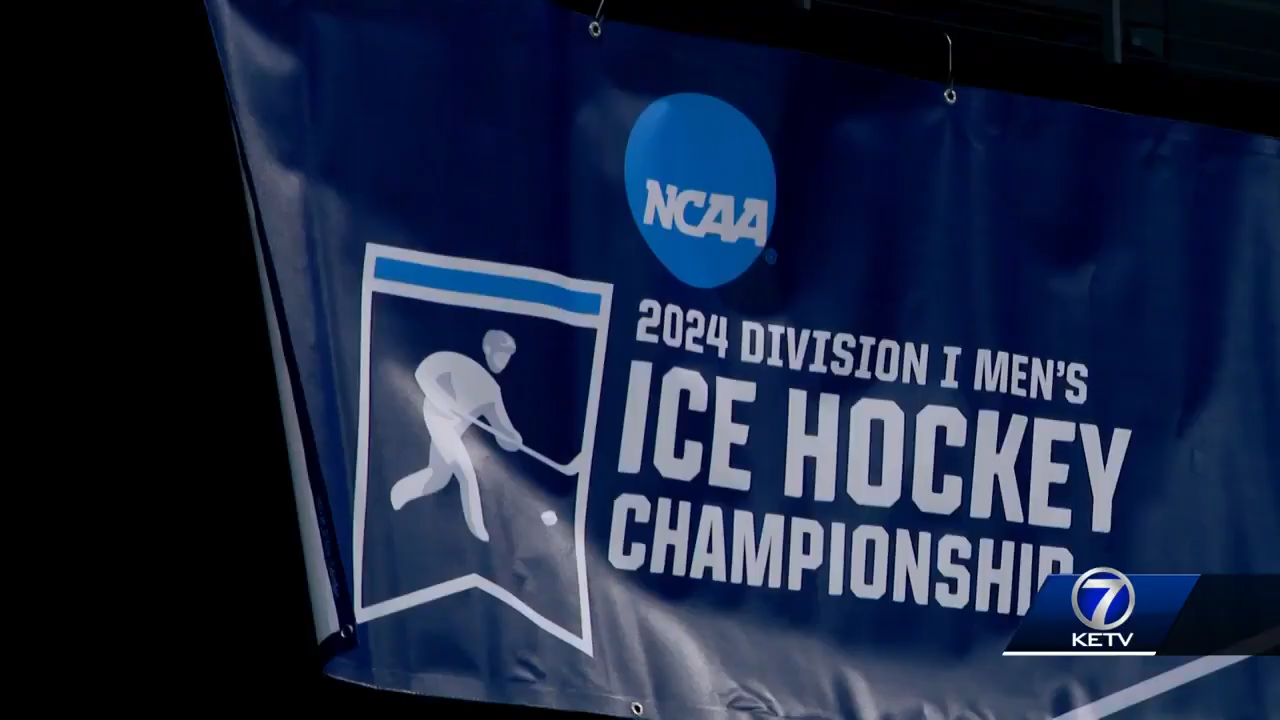 NCAA
2024 DIVISION I MEN'S
ICE HOCKEY
CHAMPIONSHIP
7
KETV